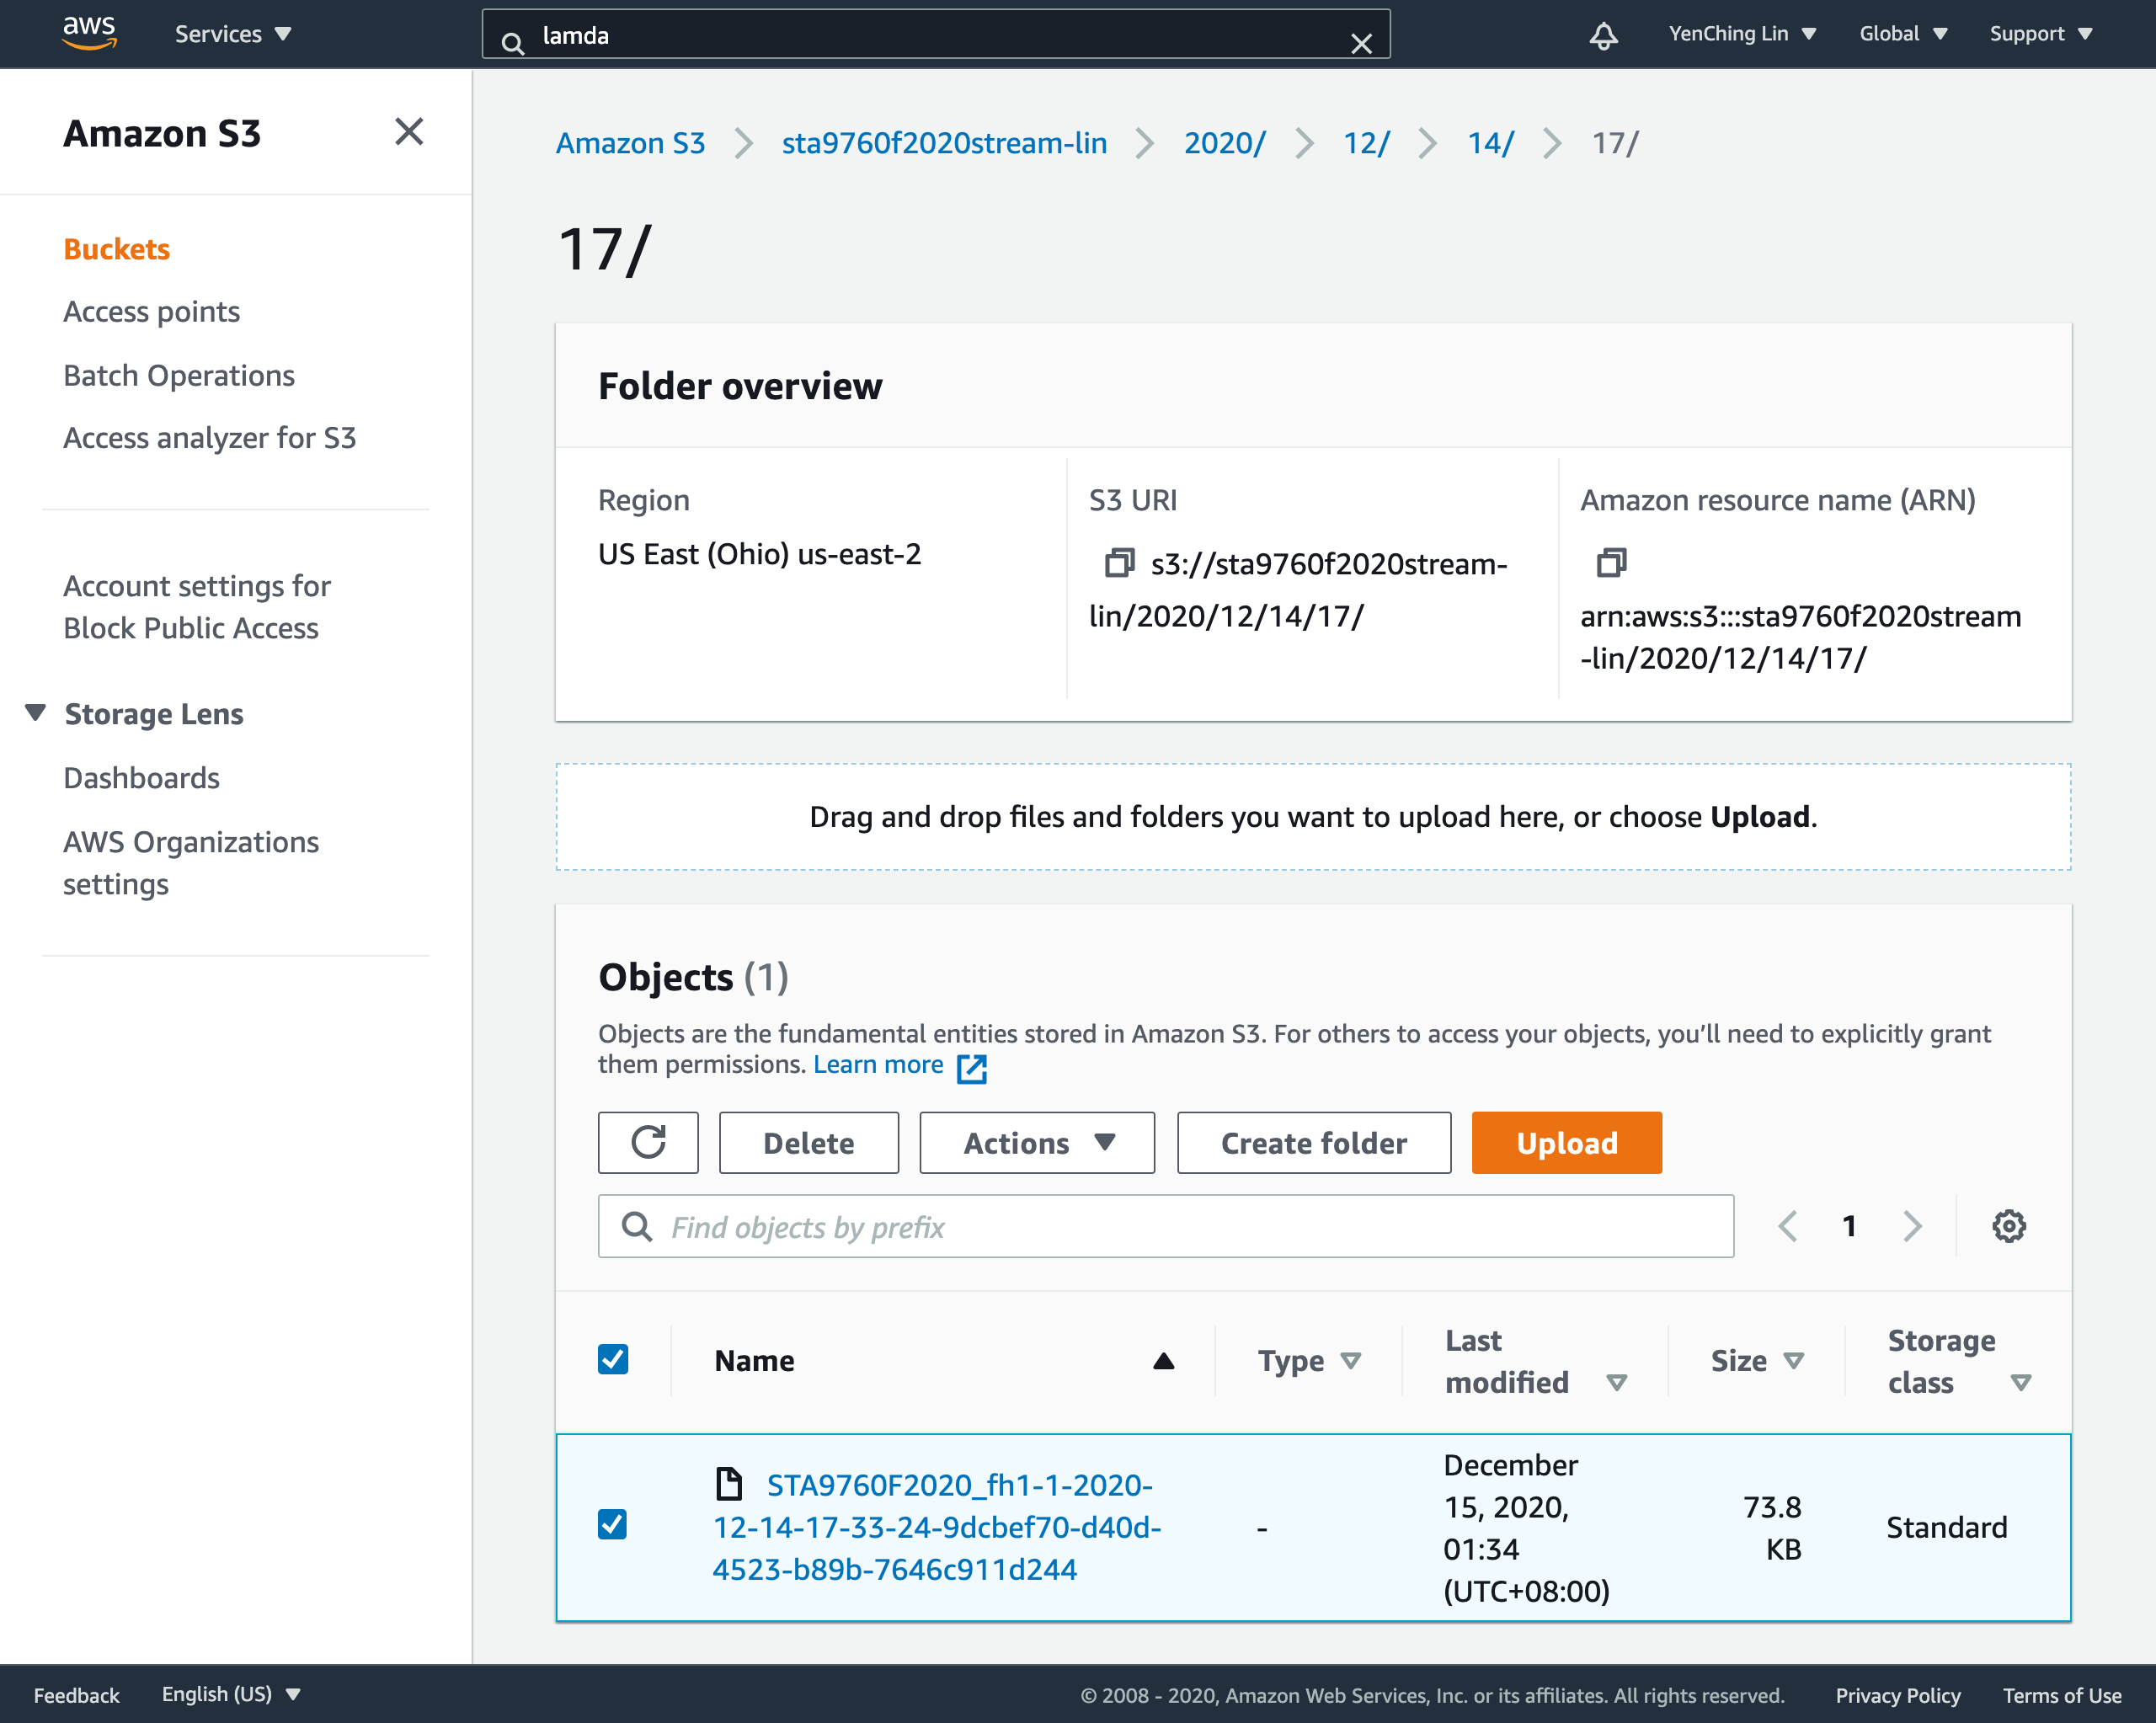 aws
Services
lamda
YenChing Lin
Global
Support
Amazon S3
Buckets
Access points
Batch Operations
Access analyzer for S3
Account settings for
Block Public Access
Storage Lens
Dashboards
AWS Organizations
settings
Amazon S3
sta9760f2020stream-lin
2020/
12/
14/
17/
17/
Folder overview
Region
US East (Ohio) us-east-2
S3 URI
s3://sta9760f2020stream-
lin/2020/12/14/17/
Amazon resource name (ARN)
arn:aws:s3:::sta9760f2020stream
-lin/2020/12/14/17/
Drag and drop files and folders you want to upload here, or choose Upload.
Objects (1)
Objects are the fundamental entities stored in Amazon S3. For others to access your objects, you’ll need to explicitly grant
them permissions. Learn more
Delete
Actions
Create folder
Upload
Find objects by prefix
1
Name
Type
Last
modified
Size
Storage
class
STA9760F2020_fh1-1-2020-
12-14-17-33-24-9dcbef70-d40d-
4523-b89b-7646c911d244
-
December
15, 2020,
01:34
(UTC+08:00)
73.8
KB
Standard
Feedback
English (US)
© 2008 - 2020, Amazon Web Services, Inc. or its affiliates. All rights reserved.
Privacy Policy
Terms of Use